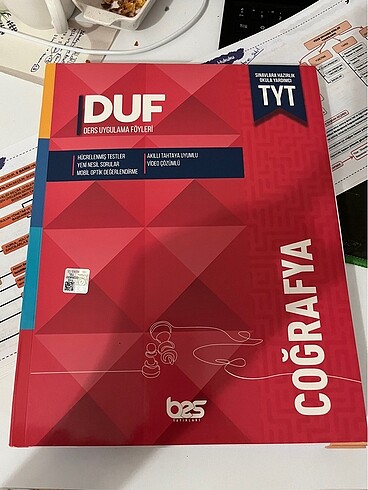 SINAVLARA HAZIRLIK
OKULA YARDIMCI
TYT
DUF
DERS UYGULAMA FÖYLERİ
HÜCRELENMİŞ TESTLER
YENİ NESİL SORULAR
MOBİL OPTİK DEĞERLENDİRME
AKILLI TAHTAYA UYUMLU
VİDEO ÇÖZÜMLÜ
COĞRAFYA
bes
YAYINLARI